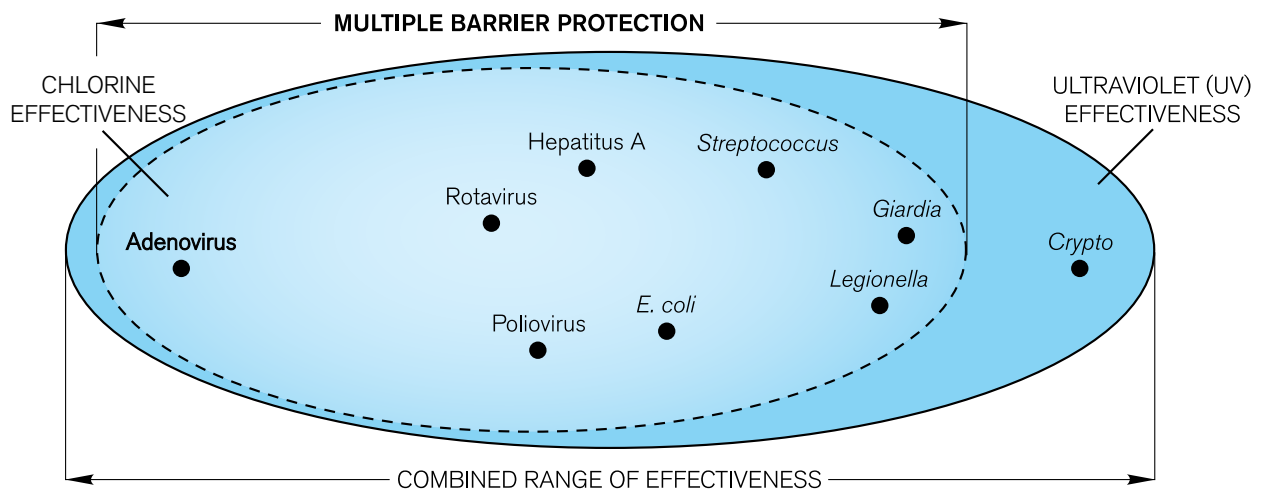 MULTIPLE BARRIER PROTECTION
CHLORINE
EFFECTIVENESS
ULTRAVIOLET (UV)
EFFECTIVENESS
Hepatitus A
Streptococcus
Rotavirus
Giardia
Adenovirus
Crypto
Legionella
E. coli
Poliovirus
COMBINED RANGE OF EFFECTIVENESS